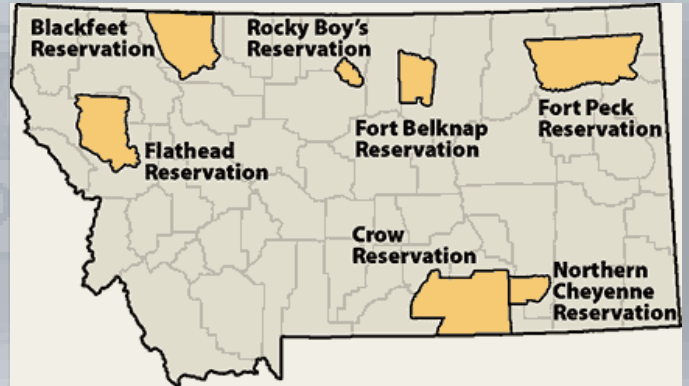 Blackfeet
Reservation
Rocky Boy's
Reservation
Fort Peck
Reservation
Fort Belknap
Reservation
Flathead
Reservation
Crow
Reservation
Northern
Cheyenne
Reservation